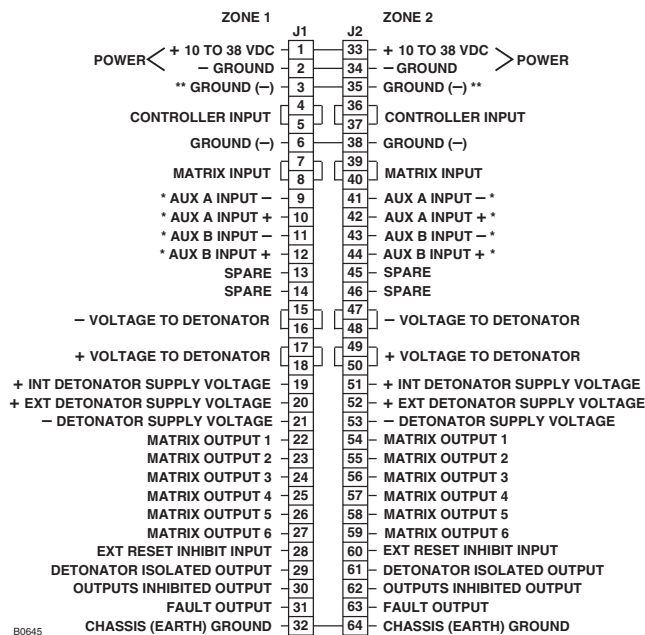 ZONE 1 ZONE 2
J1 J2
POWER + 10 TO 38 VDC 1 33 + 10 TO 38 VDC POWER
– GROUND 2 34 – GROUND
** GROUND (–) 3 35 GROUND (–) **
CONTROLLER INPUT 4 36 CONTROLLER INPUT
5 37
GROUND (–) 6 38 GROUND (–)
MATRIX INPUT 7 39 MATRIX INPUT
8 40
* AUX A INPUT – 9 41 AUX A INPUT – *
* AUX A INPUT + 10 42 AUX A INPUT + *
* AUX B INPUT – 11 43 AUX B INPUT – *
* AUX B INPUT + 12 44 AUX B INPUT + *
SPARE 13 45 SPARE
SPARE 14 46 SPARE
– VOLTAGE TO DETONATOR 15 47 – VOLTAGE TO DETONATOR
16 48
+ VOLTAGE TO DETONATOR 17 49 + VOLTAGE TO DETONATOR
18 50
+ INT DETONATOR SUPPLY VOLTAGE 19 51 + INT DETONATOR SUPPLY VOLTAGE
+ EXT DETONATOR SUPPLY VOLTAGE 20 52 + EXT DETONATOR SUPPLY VOLTAGE
– DETONATOR SUPPLY VOLTAGE 21 53 – DETONATOR SUPPLY VOLTAGE
MATRIX OUTPUT 1 22 54 MATRIX OUTPUT 1
MATRIX OUTPUT 2 23 55 MATRIX OUTPUT 2
MATRIX OUTPUT 3 24 56 MATRIX OUTPUT 3
MATRIX OUTPUT 4 25 57 MATRIX OUTPUT 4
MATRIX OUTPUT 5 26 58 MATRIX OUTPUT 5
MATRIX OUTPUT 6 27 59 MATRIX OUTPUT 6
EXT RESET INHIBIT INPUT 28 60 EXT RESET INHIBIT INPUT
DETONATOR ISOLATED OUTPUT 29 61 DETONATOR ISOLATED OUTPUT
OUTPUTS INHIBITED OUTPUT 30 62 OUTPUTS INHIBITED OUTPUT
FAULT OUTPUT 31 63 FAULT OUTPUT
CHASSIS (EARTH) GROUND 32 64 CHASSIS (EARTH) GROUND
B0645